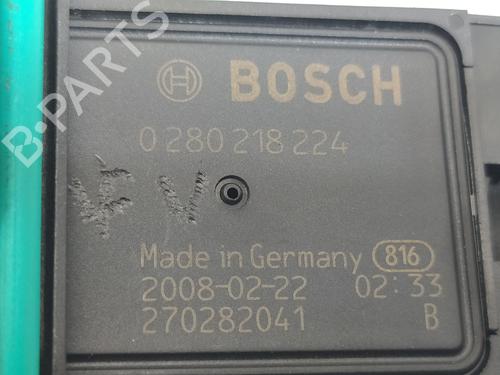 BOSCH
0 280 218 224
Made in Germany 816
2008-02-22 02:33
270282041 B
B-PARTS